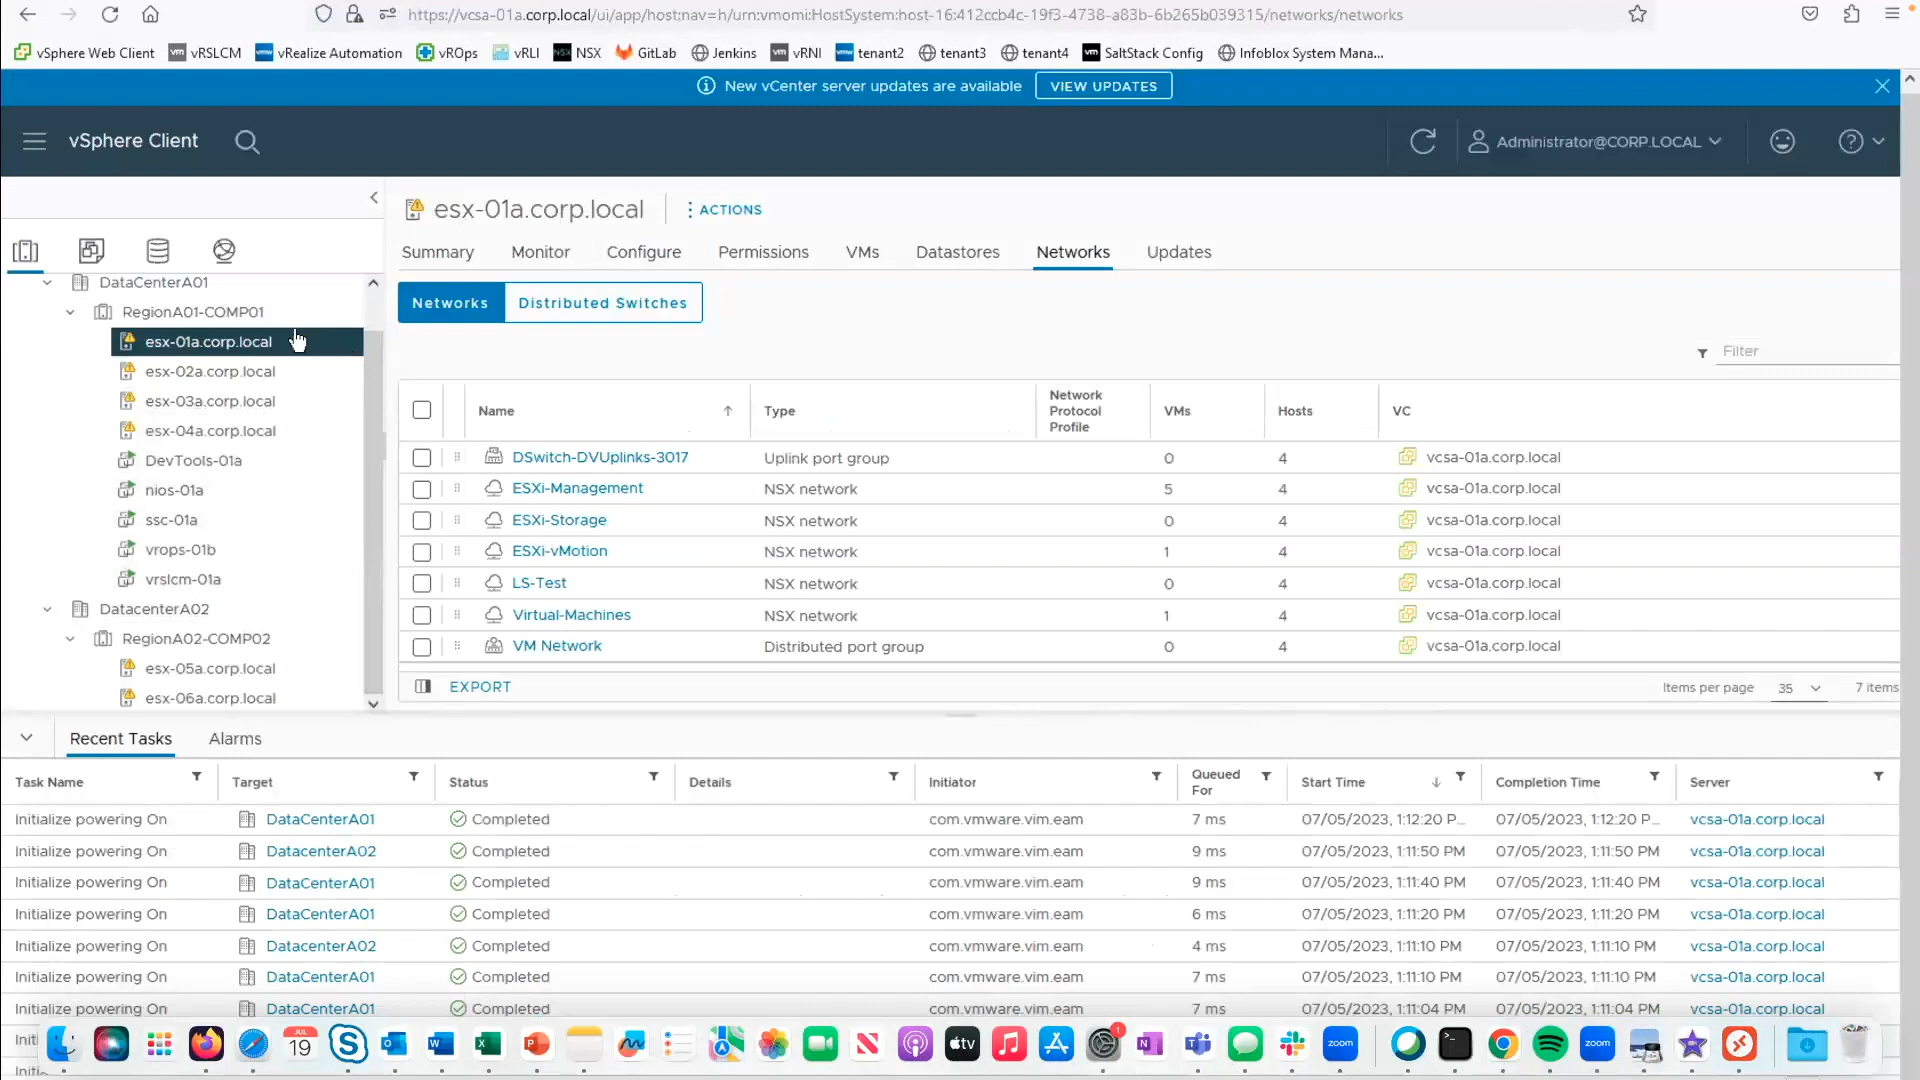 https://vcsa-01a.corp.local/ui/app/host:nav=h/urn:vmomi:HostSystem:host-16:412ccb4c-19f3-4738-a83b-6b265b039315/networks/networks
vSphere Web Client vRSLCM vRealize Automation vROps vRLI NSX GitLab Jenkins vRNI tenant2 tenant3 tenant4 SaltStack Config Infoblox System Mana...
New vCenter server updates are available VIEW UPDATES
vSphere Client Administrator@CORP.LOCAL
esx-01a.corp.local ACTIONS
Summary Monitor Configure Permissions VMs Datastores Networks Updates
Networks Distributed Switches
Filter
DataCenterA01
RegionA01-COMP01
esx-01a.corp.local
esx-02a.corp.local
esx-03a.corp.local
esx-04a.corp.local
DevTools-01a
nios-01a
ssc-01a
vrops-01b
vrslcm-01a
DatacenterA02
RegionA02-COMP02
esx-05a.corp.local
esx-06a.corp.local
Name Type Network Protocol Profile VMs Hosts VC
DSwitch-DVUplinks-3017 Uplink port group 0 4 vcsa-01a.corp.local
ESXi-Management NSX network 5 4 vcsa-01a.corp.local
ESXi-Storage NSX network 0 4 vcsa-01a.corp.local
ESXi-vMotion NSX network 1 4 vcsa-01a.corp.local
LS-Test NSX network 0 4 vcsa-01a.corp.local
Virtual-Machines NSX network 1 4 vcsa-01a.corp.local
VM Network Distributed port group 0 4 vcsa-01a.corp.local
EXPORT Items per page 35 7 items
Recent Tasks Alarms
Task Name Target Status Details Initiator Queued For Start Time Completion Time Server
Initialize powering On DataCenterA01 Completed com.vmware.vim.eam 7 ms 07/05/2023, 1:12:20 P... 07/05/2023, 1:12:20 P... vcsa-01a.corp.local
Initialize powering On DatacenterA02 Completed com.vmware.vim.eam 9 ms 07/05/2023, 1:11:50 PM 07/05/2023, 1:11:50 PM vcsa-01a.corp.local
Initialize powering On DataCenterA01 Completed com.vmware.vim.eam 9 ms 07/05/2023, 1:11:40 PM 07/05/2023, 1:11:40 PM vcsa-01a.corp.local
Initialize powering On DataCenterA01 Completed com.vmware.vim.eam 6 ms 07/05/2023, 1:11:20 PM 07/05/2023, 1:11:20 PM vcsa-01a.corp.local
Initialize powering On DatacenterA02 Completed com.vmware.vim.eam 4 ms 07/05/2023, 1:11:10 PM 07/05/2023, 1:11:10 PM vcsa-01a.corp.local
Initialize powering On DataCenterA01 Completed com.vmware.vim.eam 7 ms 07/05/2023, 1:11:10 PM 07/05/2023, 1:11:10 PM vcsa-01a.corp.local
Initialize powering On DataCenterA01 Completed com.vmware.vim.eam 7 ms 07/05/2023, 1:11:04 PM 07/05/2023, 1:11:04 PM vcsa-01a.corp.local
JUL
19
tv
zoom
zoom